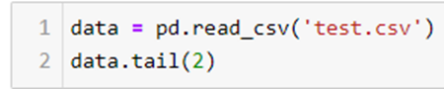 1 data = pd.read_csv('test.csv')
2 data.tail(2)